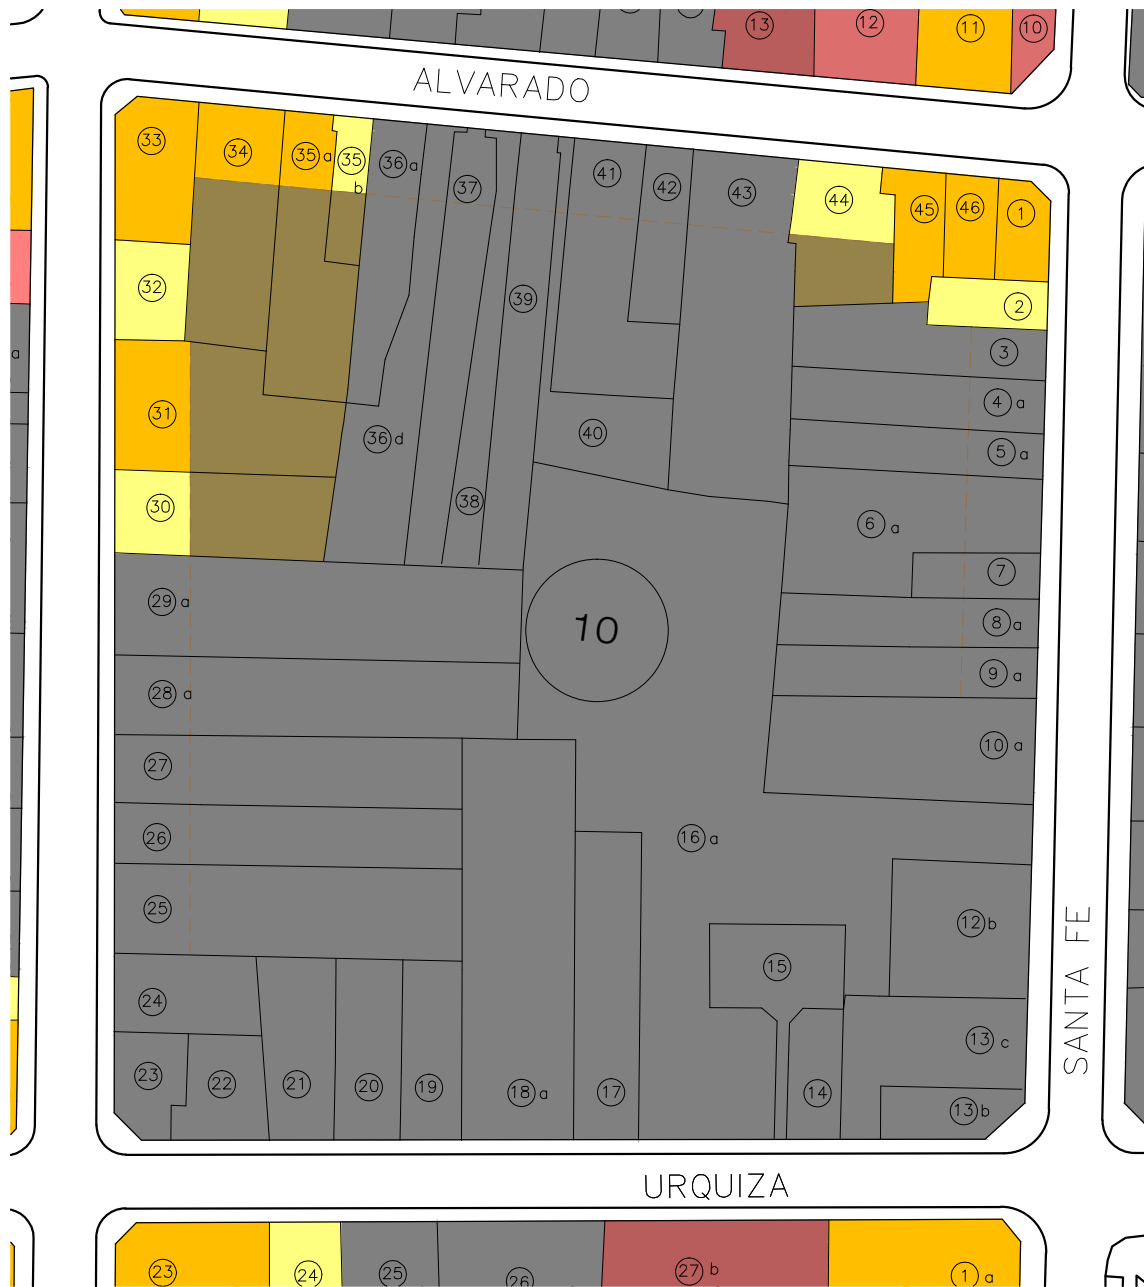 13 12 11 10
ALVARADO
33 34 35 a 35 b 36 a 37 41 42 43 44 45 46 1
32 39 2
a 3
31 36 d 40 4 a
5 a
30 38 6 a
7
29 a 10 8 a
28 a 9 a
27 10 a
26 16 a
25 12 b
15
24
13 c
23 22 21 20 19 18 a 17 14 13 b
SANTA FE
URQUIZA
23 24 25 26 27 b 1 a